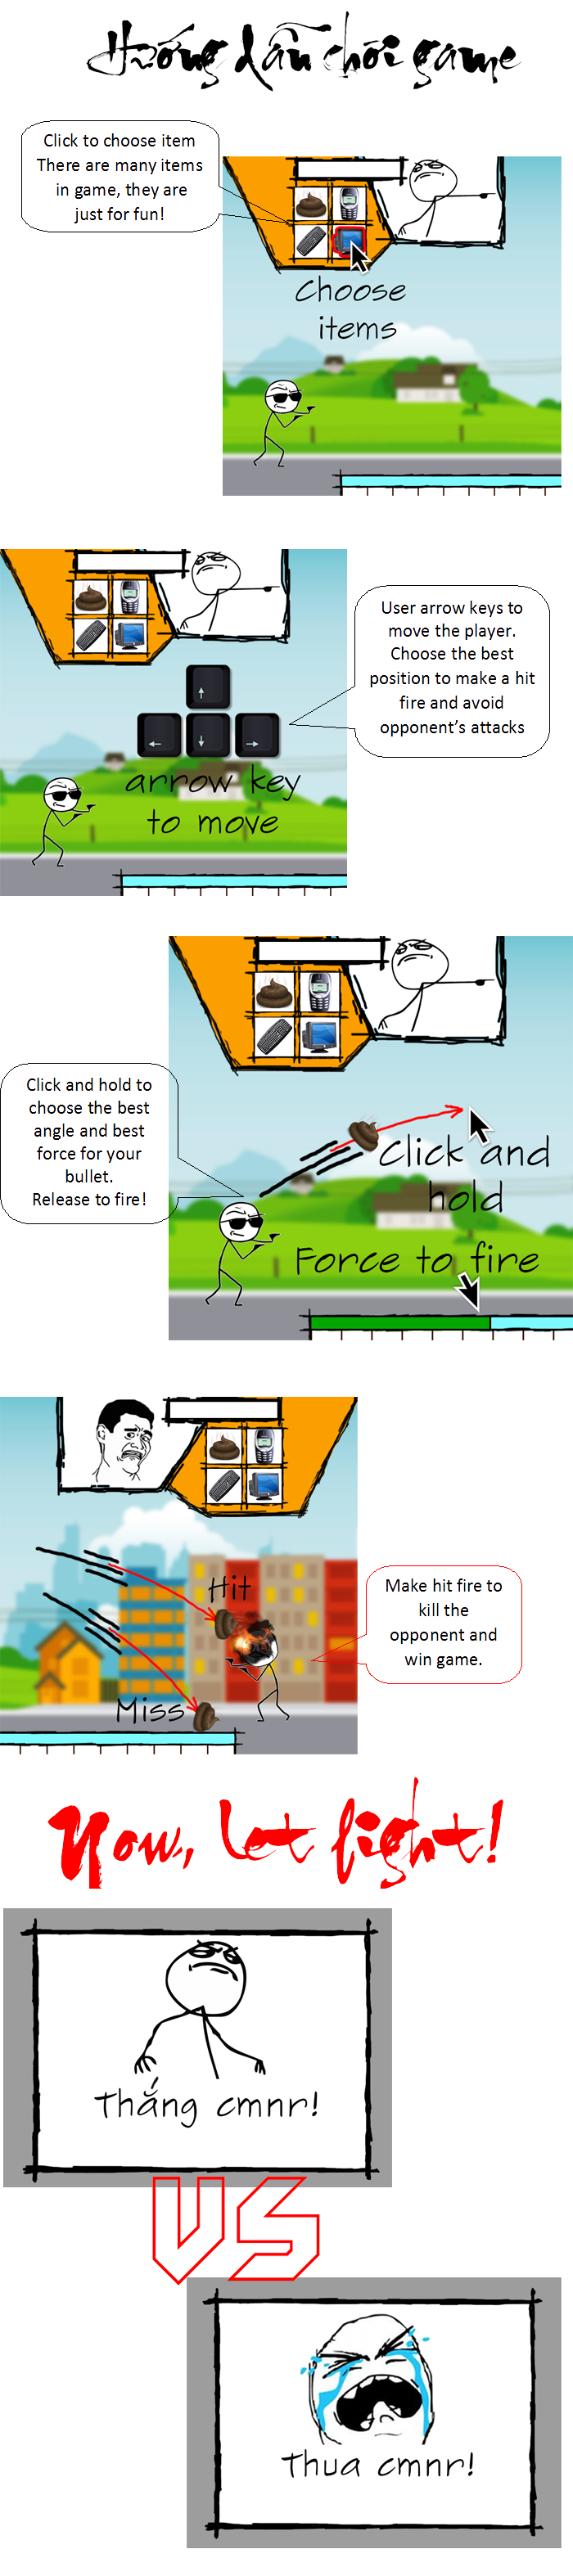 Hướng dẫn chơi game
Click to choose item
There are many items
in game, they are
just for fun!
Choose
items
User arrow keys to
move the player.
Choose the best
position to make a hit
fire and avoid
opponent's attacks
arrow key
to move
Click and hold to
choose the best
angle and best
force for your
bullet.
Release to fire!
Click and
hold
Force to fire
Hit
Miss
Make hit fire to
kill the
opponent and
win game.
Now, let fight!
Thắng cmnr!
VS
Thua cmnr!